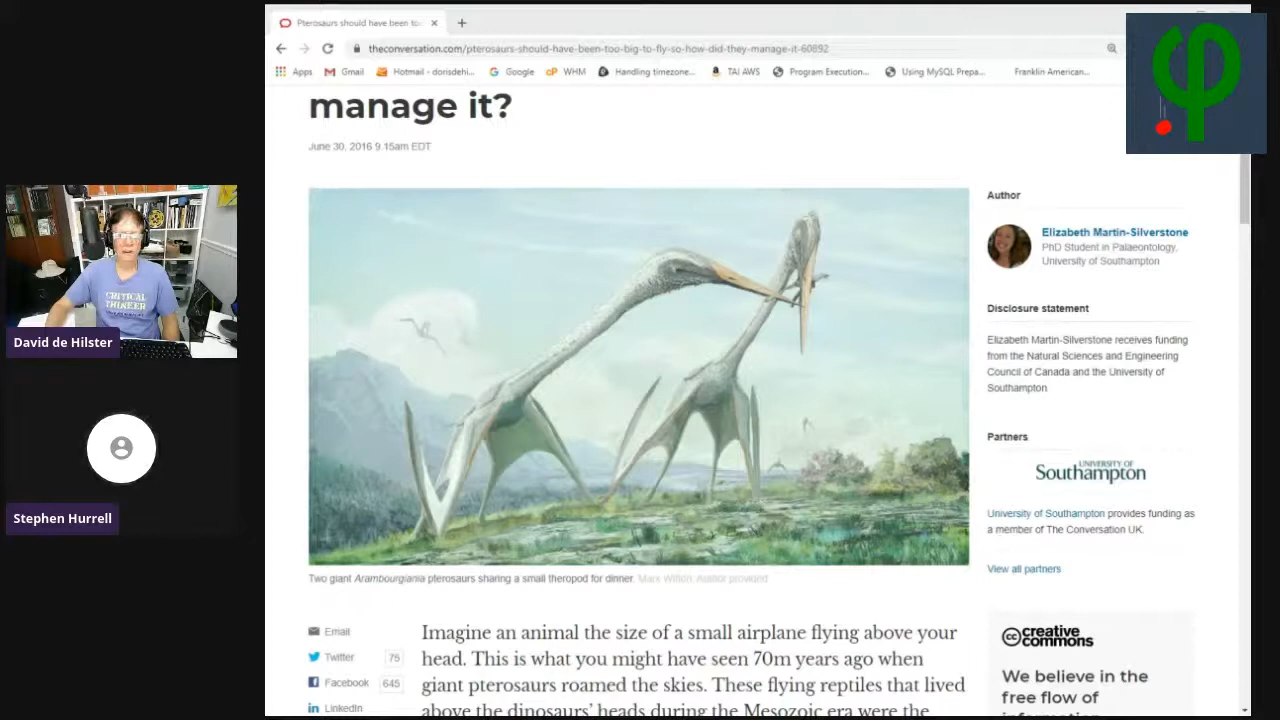 Pterosaurs should have been too
theconversation.com/pterosaurs-should-have-been-too-big-to-fly-so-how-did-they-manage-it-60892
Apps
Gmail
Hotmail - dorisdehi...
Google
WHM
Handling timezone...
TAI AWS
Program Execution...
Using MySQL Prepa...
Franklin American...
manage it?
June 30, 2016 9.15am EDT
Author
Elizabeth Martin-Silverstone
PhD Student in Palaeontology,
University of Southampton
CRITICAL
THINKER
David de Hilster
Disclosure statement
Elizabeth Martin-Silverstone receives funding
from the Natural Sciences and Engineering
Council of Canada and the University of
Southampton
Partners
UNIVERSITY OF
Southampton
University of Southampton provides funding as
a member of The Conversation UK.
View all partners
Stephen Hurrell
Two giant Arambourgiania pterosaurs sharing a small theropod for dinner. Mark Witton, Author provided
Email
Twitter 75
Facebook 645
LinkedIn
Imagine an animal the size of a small airplane flying above your
head. This is what you might have seen 70m years ago when
giant pterosaurs roamed the skies. These flying reptiles that lived
above the dinosaurs' heads during the Mesozoic era were the
cc creative
commons
We believe in the
free flow of